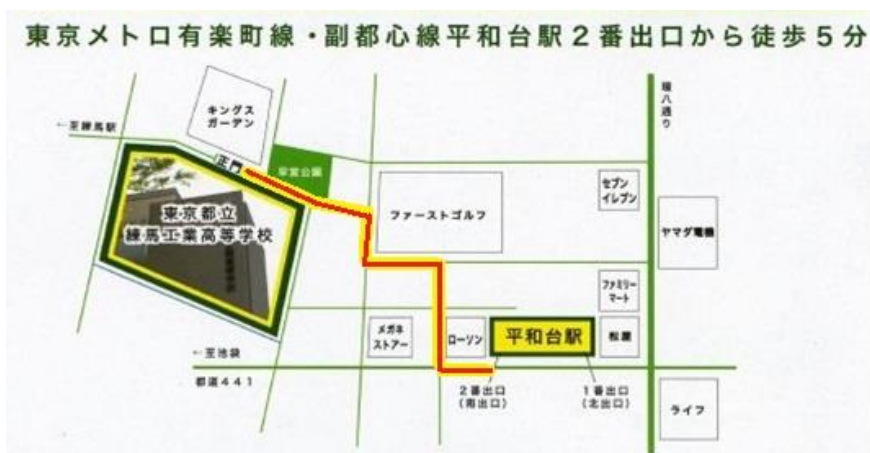 東京メトロ有楽町線・副都心線平和台駅2番出口から徒歩5分
キングス
ガーデン
←至練馬駅
正門
早宮公園
環八通り
東京都立
練馬工業高等学校
ファーストゴルフ
セブン
イレブン
ヤマダ電機
ファミリー
マート
メガネ
ストアー
ローソン
平和台駅
松屋
←至池袋
都道441
2番出口
(南出口)
1番出口
(北出口)
ライフ